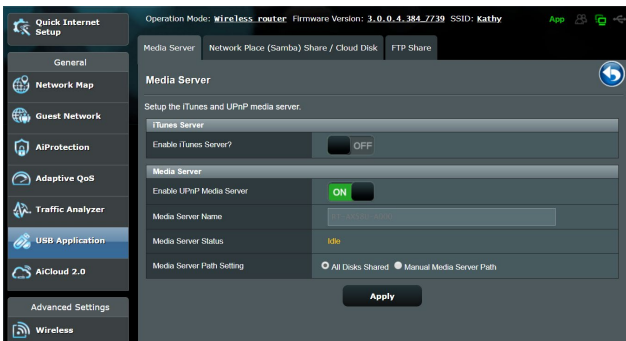 Quick Internet
Setup
Operation Mode: Wireless router Firmware Version: 3.0.0.4.384_7739 SSID: Kathy
App
General
Network Map
Guest Network
AiProtection
Adaptive QoS
Traffic Analyzer
USB Application
AiCloud 2.0
Advanced Settings
Wireless
Media Server
Network Place (Samba) Share / Cloud Disk
FTP Share
Media Server
Setup the iTunes and UPnP media server.
iTunes Server
Enable iTunes Server?
OFF
Media Server
Enable UPnP Media Server
ON
Media Server Name
Media Server Status
Idle
Media Server Path Setting
All Disks Shared
Manual Media Server Path
Apply